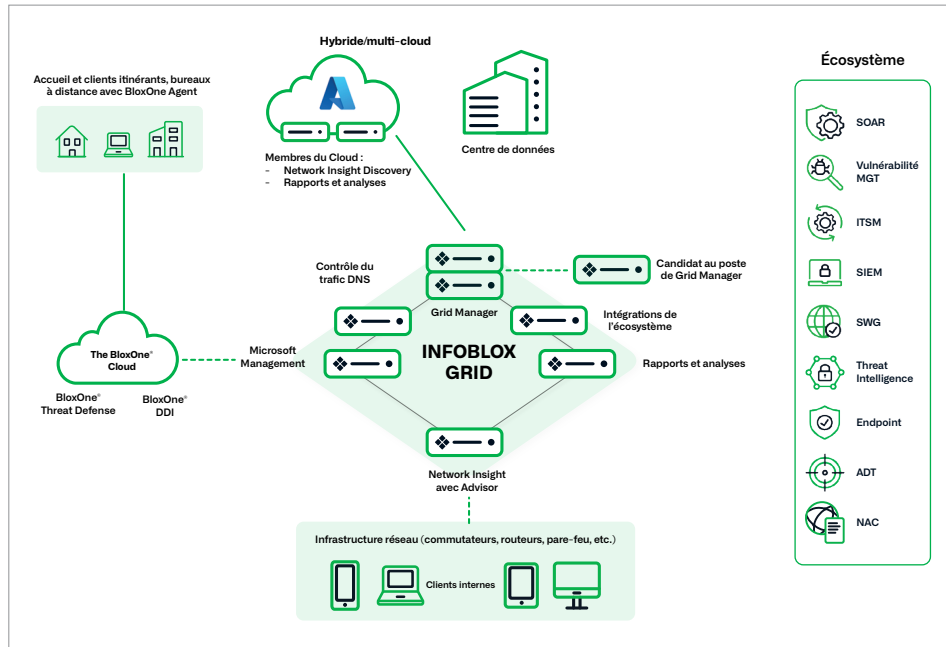 Hybride/multi-cloud
Accueil et clients itinérants, bureaux
à distance avec BloxOne Agent
Centre de données
Membres du Cloud :
- Network Insight Discovery
- Rapports et analyses
Contrôle du
trafic DNS
Grid Manager
Candidat au poste
de Grid Manager
Intégrations de
l'écosystème
Microsoft
Management
INFOBLOX
GRID
Rapports et analyses
The BloxOne®
Cloud
BloxOne®
Threat Defense
BloxOne®
DDI
Network Insight
avec Advisor
Infrastructure réseau (commutateurs, routeurs, pare-feu, etc.)
Clients internes
Écosystème
SOAR
Vulnérabilité
MGT
ITSM
SIEM
SWG
Threat
Intelligence
Endpoint
ADT
NAC